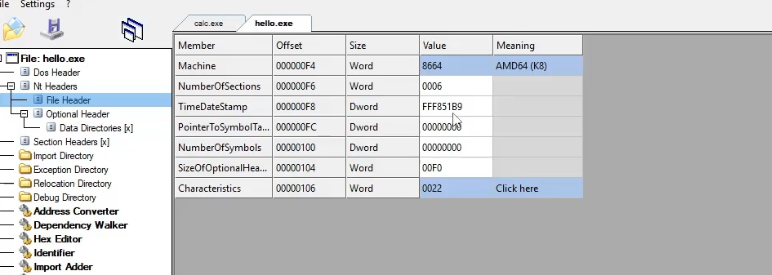 ile Settings ?
calc.exe hello.exe
File: hello.exe
Dos Header
Nt Headers
File Header
Optional Header
Data Directories [x]
Section Headers [x]
Import Directory
Exception Directory
Relocation Directory
Debug Directory
Address Converter
Dependency Walker
Hex Editor
Identifier
Import Adder
Member Offset Size Value Meaning
Machine 000000F4 Word 8664 AMD64 (K8)
NumberOfSections 000000F6 Word 0006
TimeDateStamp 000000F8 Dword FFF851B9
PointerToSymbolTa... 000000FC Dword 00000000
NumberOfSymbols 00000100 Dword 00000000
SizeOfOptionalHea... 00000104 Word 00F0
Characteristics 00000106 Word 0022 Click here